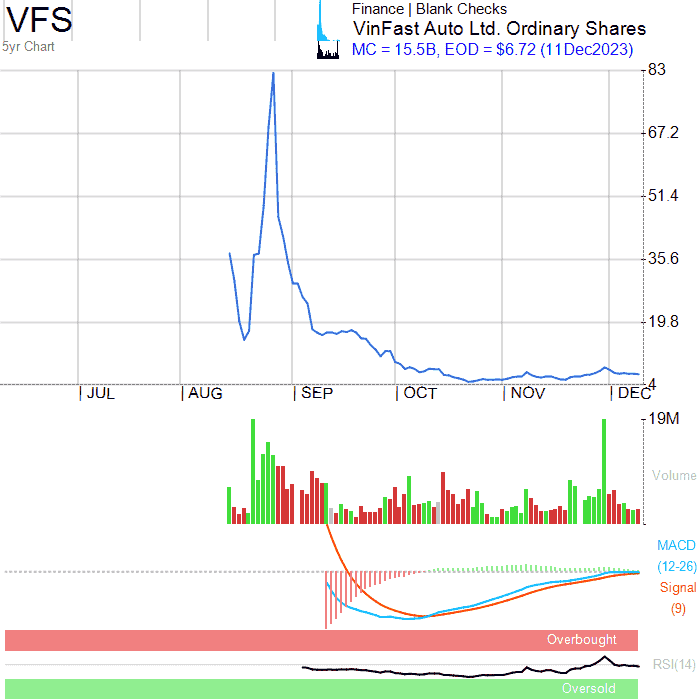 VFS
5yr Chart
Finance | Blank Checks
VinFast Auto Ltd. Ordinary Shares
MC = 15.5B, EOD = $6.72 (11Dec2023)
83
67.2
51.4
35.6
19.8
4
JUL AUG SEP OCT NOV DEC
19M
Volume
MACD
(12-26)
Signal
(9)
Overbought
RSI(14)
Oversold